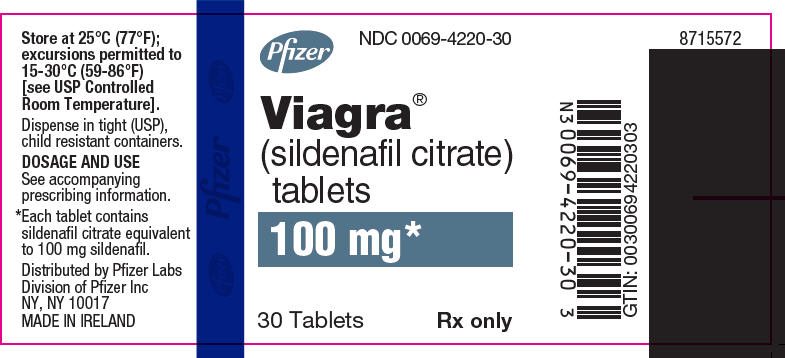 Store at 25°C (77°F);
excursions permitted to
15-30°C (59-86°F)
[see USP Controlled
Room Temperature].
Dispense in tight (USP),
child resistant containers.
DOSAGE AND USE
See accompanying
prescribing information.
*Each tablet contains
sildenafil citrate equivalent
to 100 mg sildenafil.
Distributed by Pfizer Labs
Division of Pfizer Inc
NY, NY 10017
MADE IN IRELAND
Pfizer
Pfizer
NDC 0069-4220-30
Viagra®
(sildenafil citrate)
tablets
100 mg*
30 Tablets
Rx only
N3 0069-4220-30 3
GTIN: 00300694220303
8715572